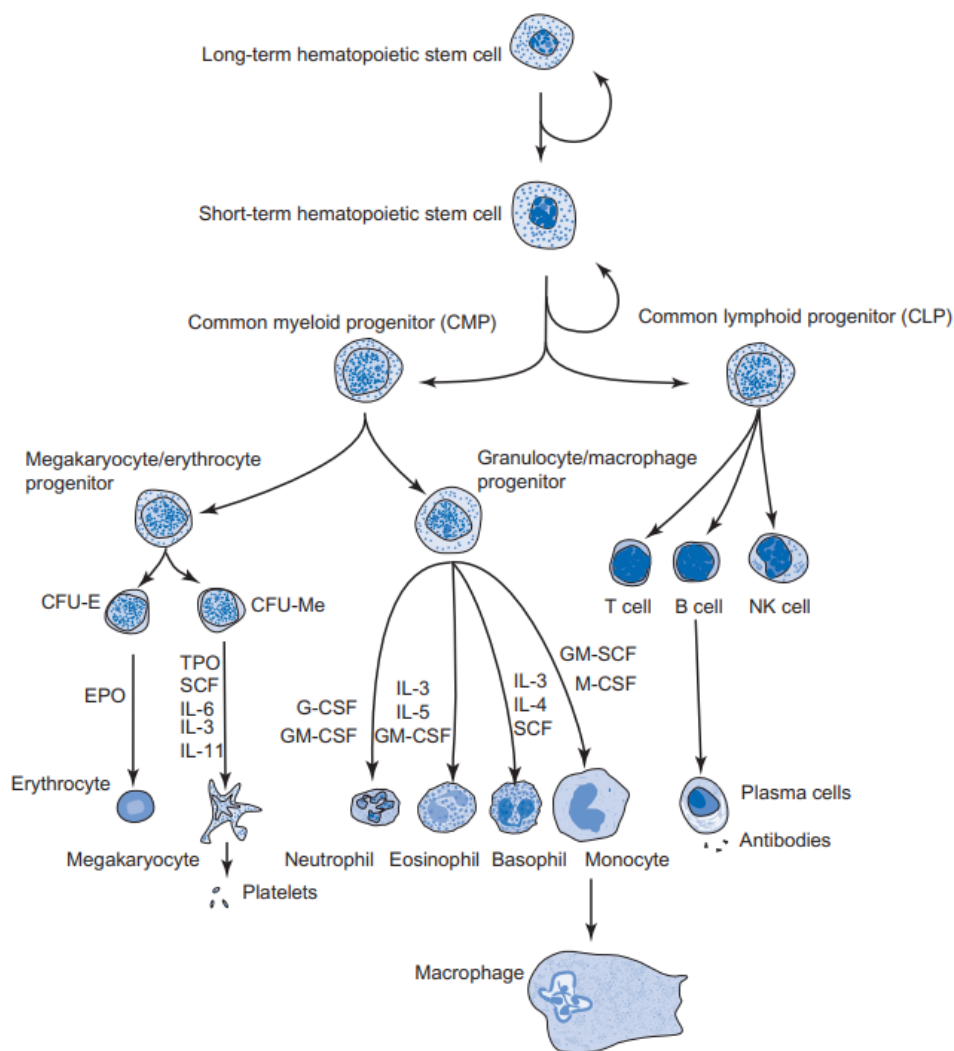 Long-term hematopoietic stem cell
Short-term hematopoietic stem cell
Common myeloid progenitor (CMP)
Common lymphoid progenitor (CLP)
Megakaryocyte/erythrocyte
progenitor
Granulocyte/macrophage
progenitor
CFU-E
CFU-Me
T cell
B cell
NK cell
EPO
TPO
SCF
IL-6
IL-3
IL-11
G-CSF
GM-CSF
IL-3
IL-5
GM-CSF
IL-3
IL-4
SCF
GM-SCF
M-CSF
Erythrocyte
Megakaryocyte
Platelets
Neutrophil
Eosinophil
Basophil
Monocyte
Plasma cells
Antibodies
Macrophage